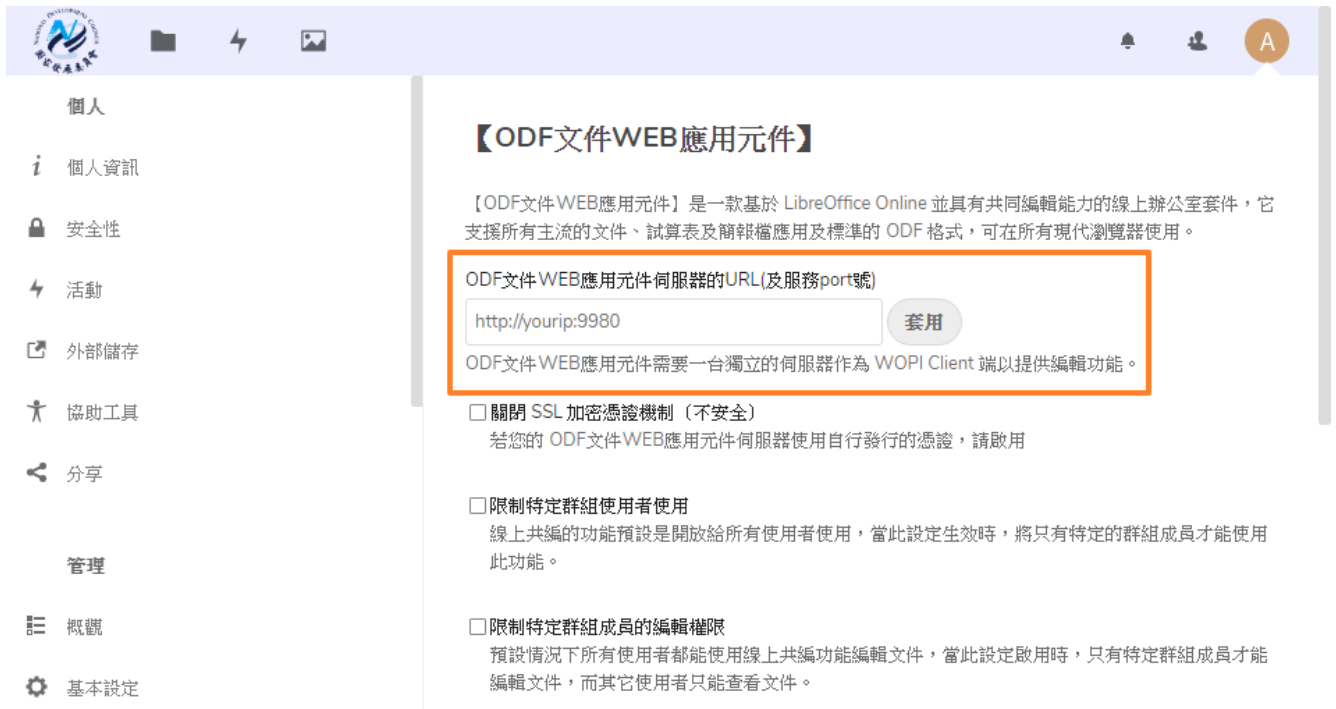 NATIONAL DEVELOPMENT COUNCIL
國家發展委員會
A
個人
個人資訊
安全性
活動
外部儲存
協助工具
分享
管理
概觀
基本設定
【ODF文件WEB應用元件】
【ODF文件WEB應用元件】是一款基於 LibreOffice Online 並具有共同編輯能力的線上辦公室套件，它
支援所有主流的文件、試算表及簡報檔應用及標準的 ODF 格式，可在所有現代瀏覽器使用。
ODF文件WEB應用元件伺服器的URL(及服務port號)
http://yourip:9980
套用
ODF文件WEB應用元件需要一台獨立的伺服器作為 WOPI Client 端以提供編輯功能。
關閉 SSL 加密憑證機制（不安全）
若您的 ODF文件WEB應用元件伺服器使用自行發行的憑證，請啟用
限制特定群組使用者使用
線上共編的功能預設是開放給所有使用者使用，當此設定生效時，將只有特定的群組成員才能使用
此功能。
限制特定群組成員的編輯權限
預設情況下所有使用者都能使用線上共編功能編輯文件，當此設定啟用時，只有特定群組成員才能
編輯文件，而其它使用者只能查看文件。